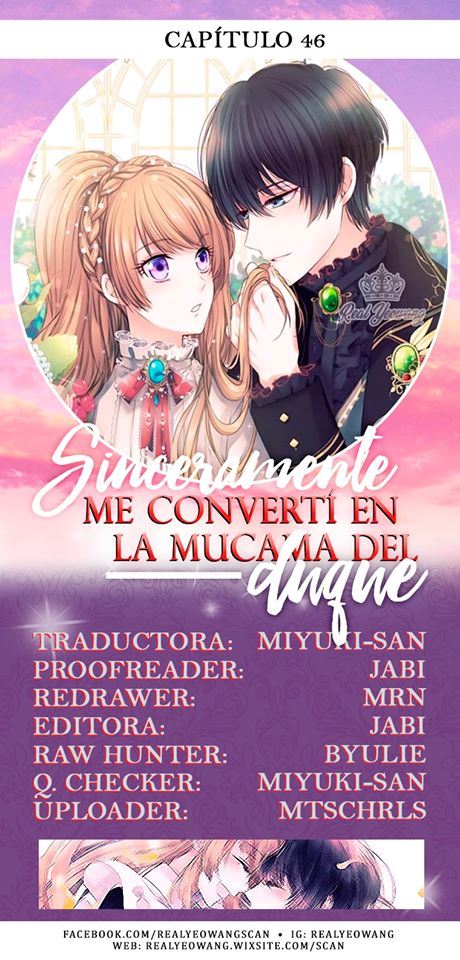 CAPÍTULO 46
Real Yeowang
Sinceramente
ME CONVERTÍ EN
LA MUCAMA DEL
duque
TRADUCTORA: MIYUKI-SAN
PROOFREADER: JABI
REDRAWER: MRN
EDITORA: JABI
RAW HUNTER: BYULIE
Q. CHECKER: MIYUKI-SAN
UPLOADER: MTSCHRLS
FACEBOOK.COM/REALYEOWANGSCAN • IG: REALYEOWANG
WEB: REALYEOWANG.WIXSITE.COM/SCAN